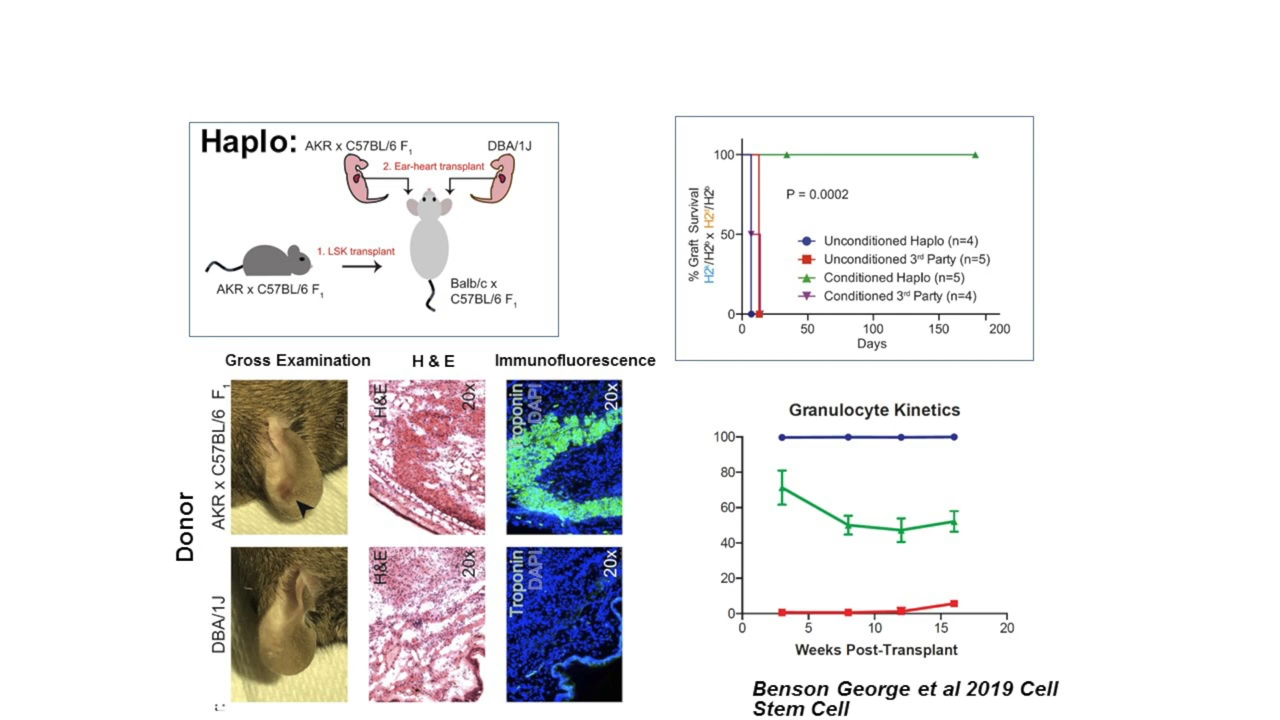 Haplo:
AKR x C57BL/6 F1
DBA/1J
2. Ear-heart transplant
1. LSK transplant
AKR x C57BL/6 F1
Balb/c x
C57BL/6 F1
% Graft Survival
H2ᵏ/H2ᵇ x H2ᵈ/H2ᵇ
100
50
0
P = 0.0002
Unconditioned Haplo (n=4)
Unconditioned 3rd Party (n=5)
Conditioned Haplo (n=5)
Conditioned 3rd Party (n=4)
0 50 100 150 200
Days
Gross Examination
H & E
Immunofluorescence
Donor
AKR x C57BL/6 F1
H&E
20x
Troponin
DAPI
20x
DBA/1J
H&E
20x
Troponin
DAPI
20x
Granulocyte Kinetics
100
80
60
40
20
0
0 5 10 15 20
Weeks Post-Transplant
Benson George et al 2019 Cell
Stem Cell